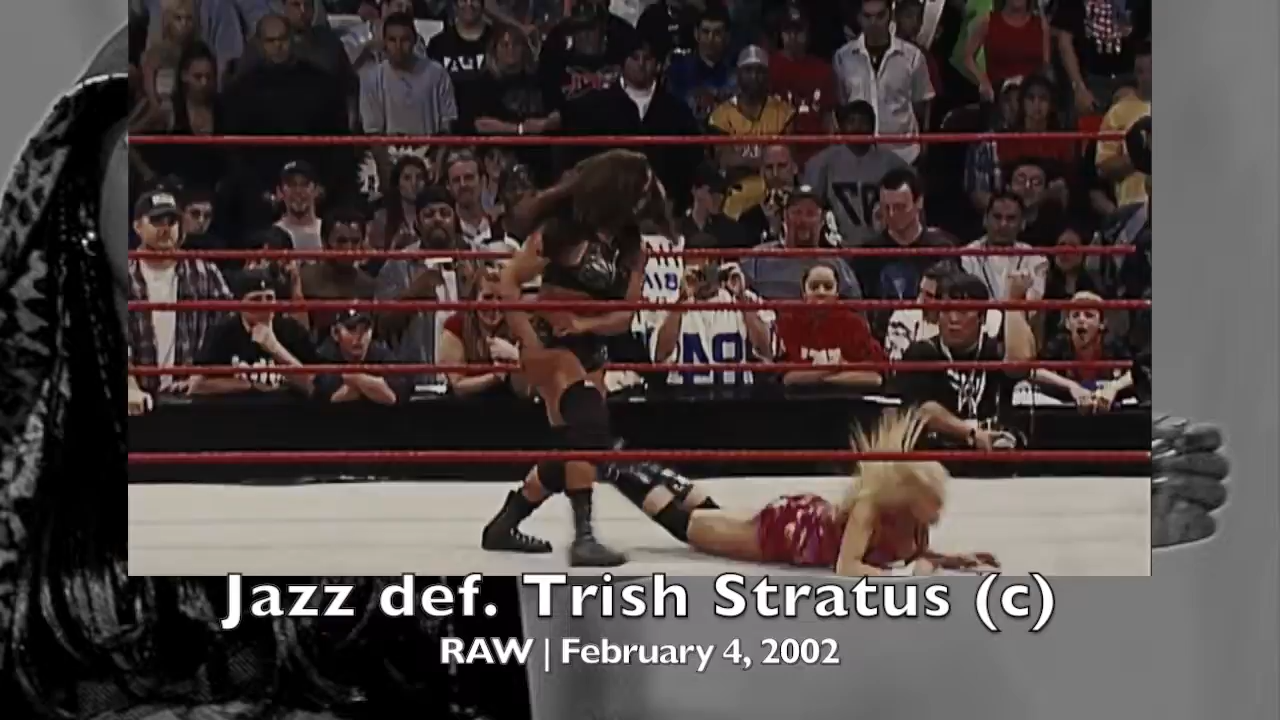 Jazz def. Trish Stratus (c)
RAW | February 4, 2002